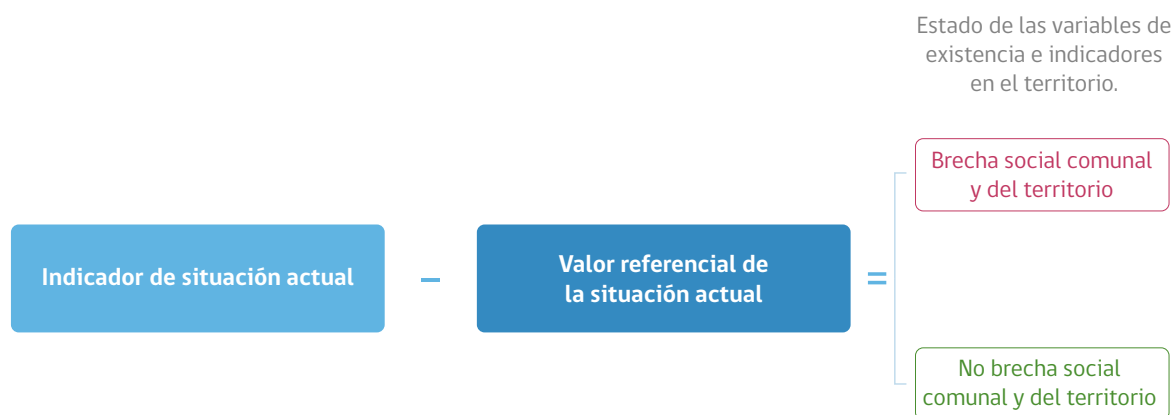 Estado de las variables de
existencia e indicadores
en el territorio.
Indicador de situación actual
–
Valor referencial de
la situación actual
=
Brecha social comunal
y del territorio
No brecha social
comunal y del territorio